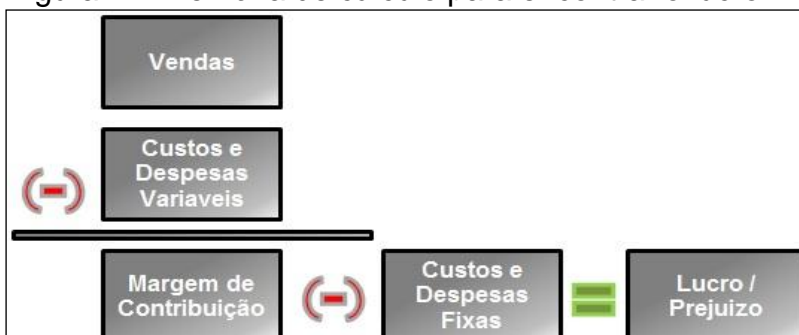 Vendas
(-)
Custos e
Despesas
Variaveis
Margem de
Contribuição
(-)
Custos e
Despesas
Fixas
=
Lucro /
Prejuizo